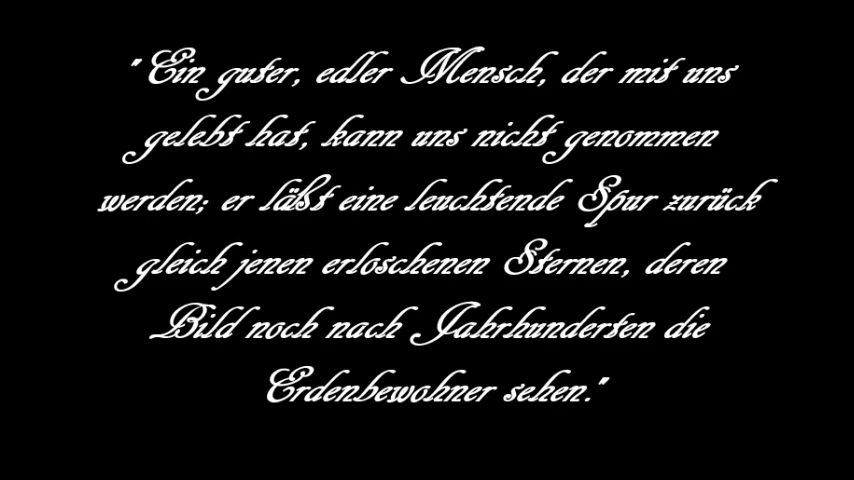 "Ein guter, edler Mensch, der mit uns
gelebt hat, kann uns nicht genommen
werden; er läßt eine leuchtende Spur zurück
gleich jenen erloschenen Sternen, deren
Bild noch nach Jahrhunderten die
Erdenbewohner sehen."